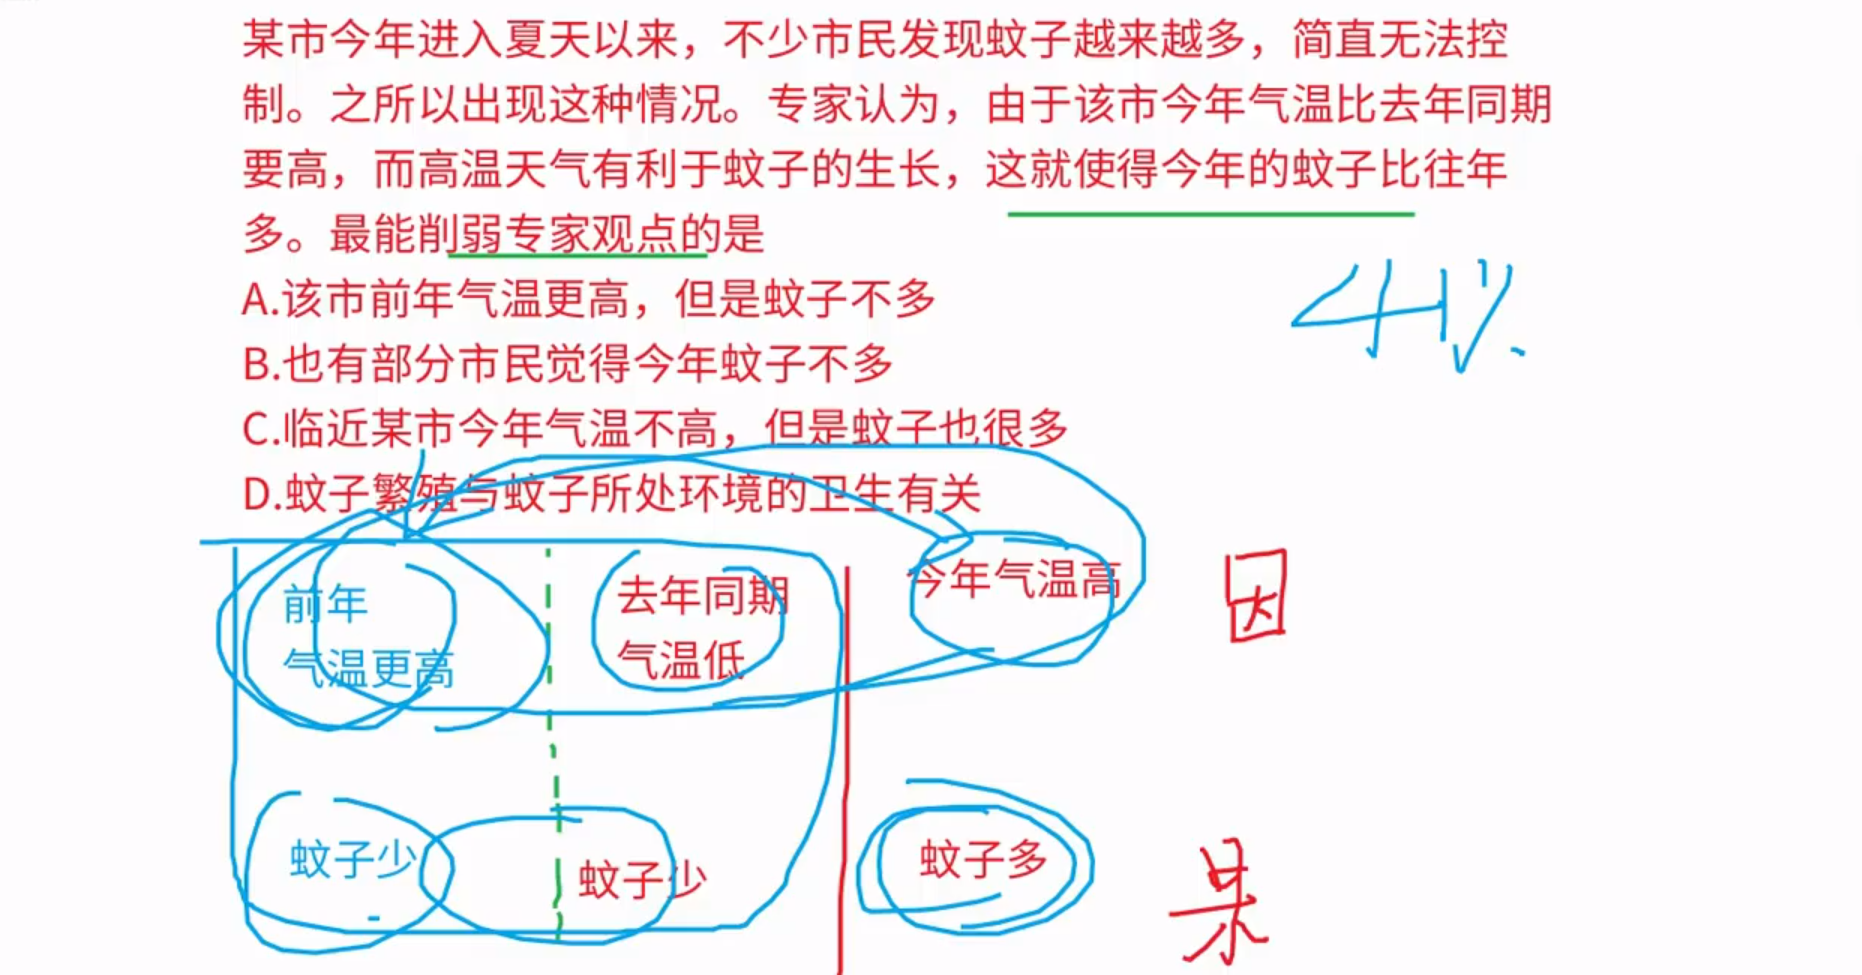 某市今年进入夏天以来，不少市民发现蚊子越来越多，简直无法控
制。之所以出现这种情况。专家认为，由于该市今年气温比去年同期
要高，而高温天气有利于蚊子的生长，这就使得今年的蚊子比往年
多。最能削弱专家观点的是
A.该市前年气温更高，但是蚊子不多
B.也有部分市民觉得今年蚊子不多
C.临近某市今年气温不高，但是蚊子也很多
D.蚊子繁殖与蚊子所处环境的卫生有关
前年
气温更高
去年同期
气温低
今年气温高
因
蚊子少
蚊子少
蚊子多
果